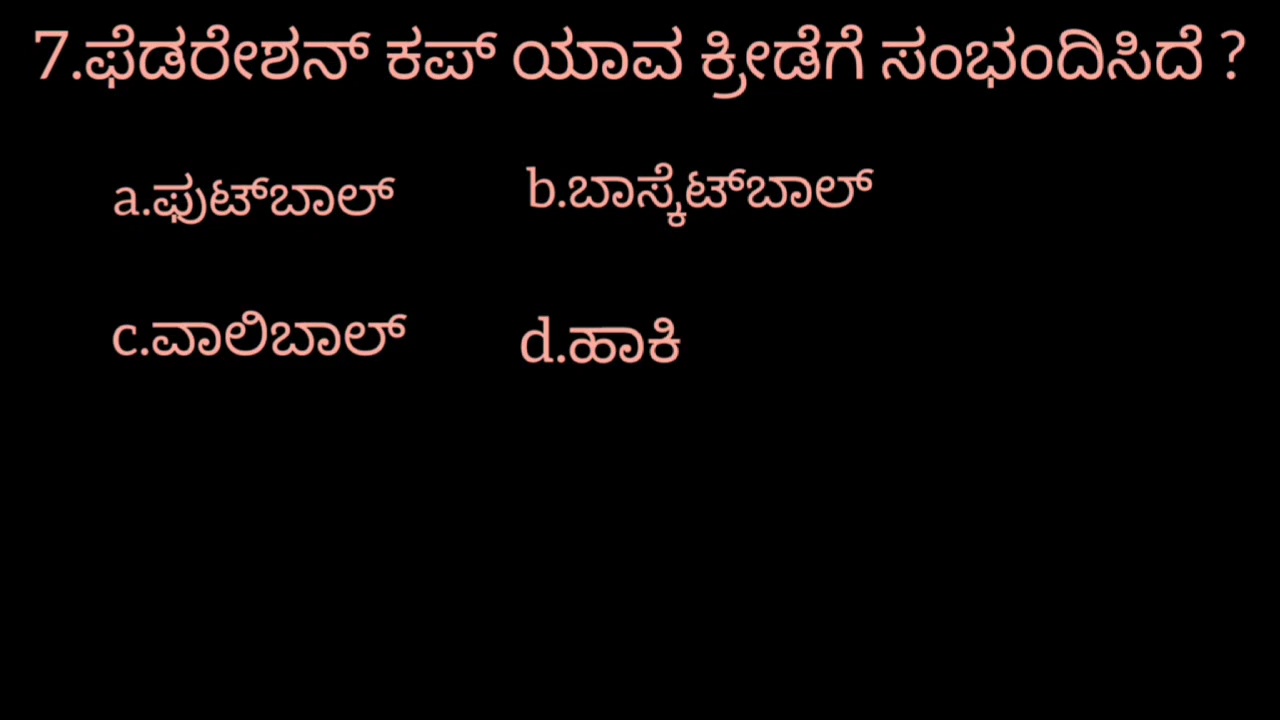 7.ಫೆಡರೇಶನ್ ಕಪ್ ಯಾವ ಕ್ರೀಡೆಗೆ ಸಂಭಂದಿಸಿದೆ ?
a.ಫುಟ್‌ಬಾಲ್ b.ಬಾಸ್ಕೆಟ್‌ಬಾಲ್
c.ವಾಲಿಬಾಲ್ d.ಹಾಕಿ